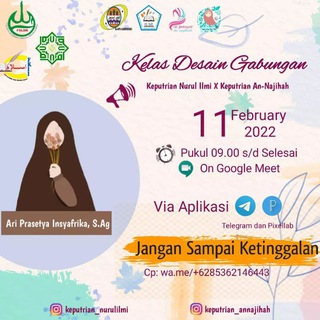 Kelas Desain Gabungan
Keputrian Nurul Ilmi X Keputrian An-Najihah
11 February
2022
Pukul 09.00 s/d Selesai
On Google Meet
Ari Prasetya Insyafrika, S.Ag
Via Aplikasi
Telegram dan Pixellab
Jangan Sampai Ketinggalan
Cp: wa.me/+6285362146443
keputrian_nurulilmi
keputrian_annajihah